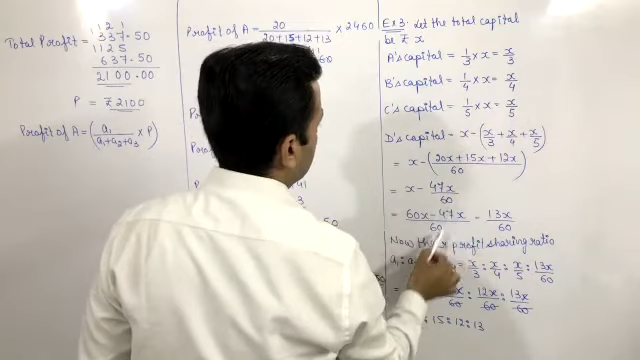 1 1 2 1
Total Profit = 1337.50
1125
637.50
2100.00
P = ₹2100
Profit of A = (a₁ / a₁+a₂+a₃ × P)
Profit of A = 20 / 20+15+12+13 × 2460
Ex 3: Let the total capital
be ₹ x
A's capital = 1/3 × x = x/3
B's capital = 1/4 × x = x/4
C's capital = 1/5 × x = x/5
D's capital = x - (x/3 + x/4 + x/5)
= x - (20x + 15x + 12x / 60)
= x - 47x/60
= 60x - 47x / 60 = 13x/60
Now their profit sharing ratio
= x/3 : x/4 : x/5 : 13x/60
: 12x/60 : 13x/60
: 15 : 12 : 13